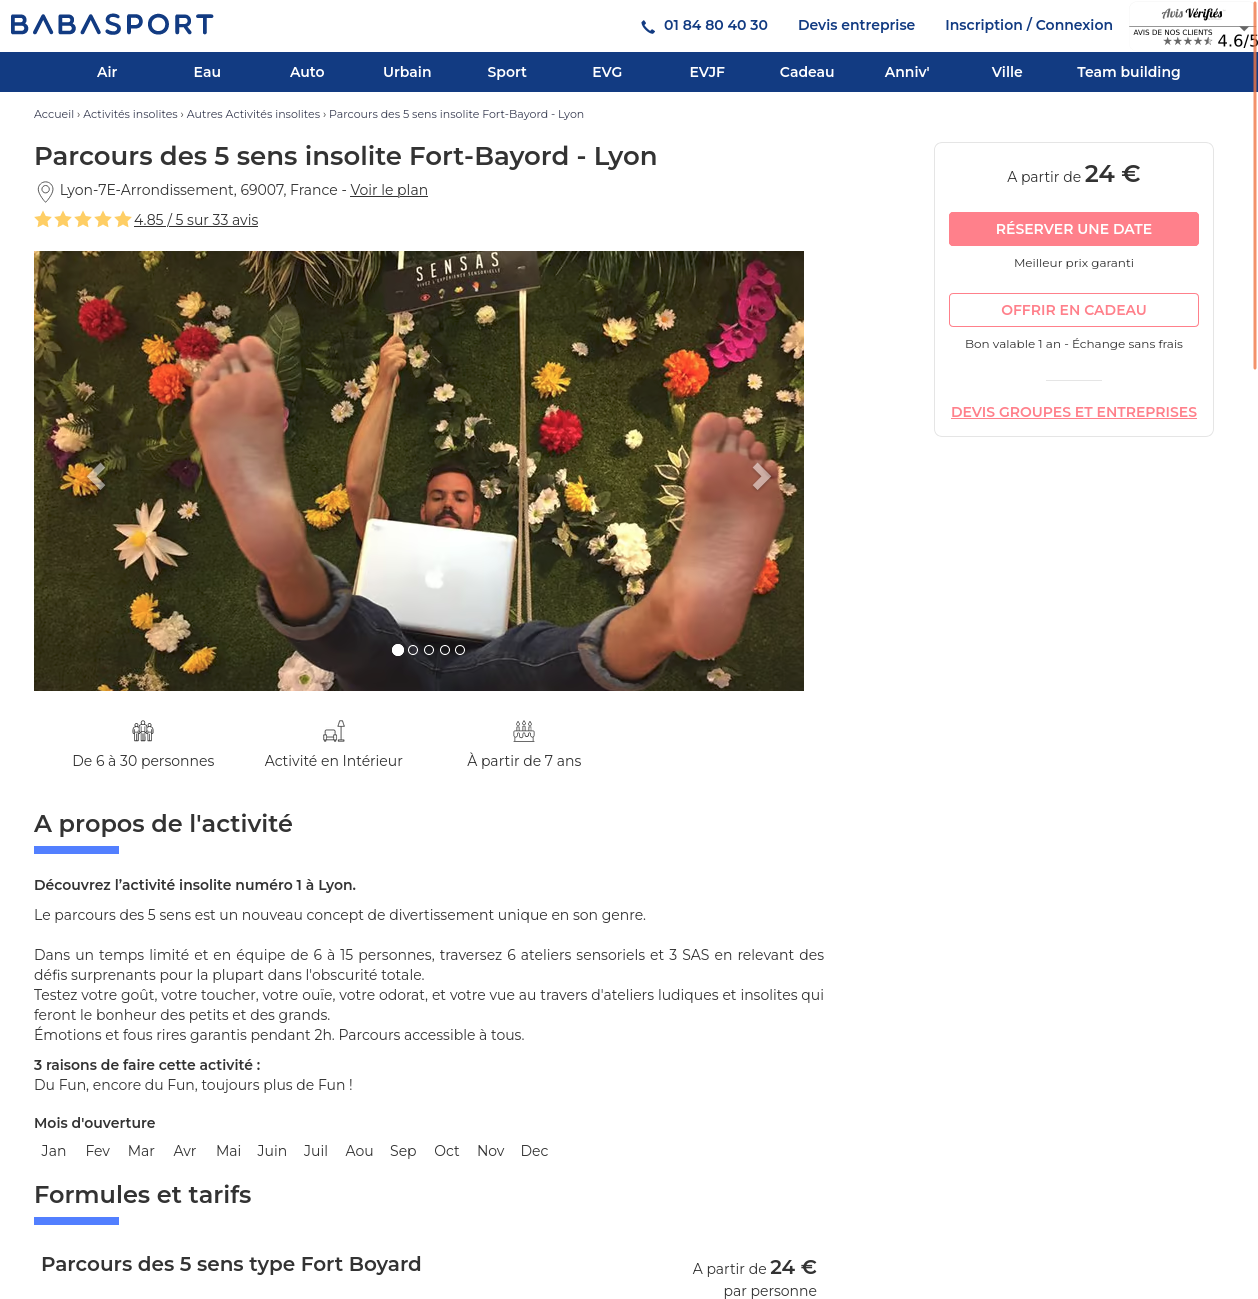 BABASPORT
01 84 80 40 30
Devis entreprise
Inscription / Connexion
Avis Vérifiés
AVIS DE NOS CLIENTS
4.6/5
Air
Eau
Auto
Urbain
Sport
EVG
EVJF
Cadeau
Anniv'
Ville
Team building
Accueil › Activités insolites › Autres Activités insolites › Parcours des 5 sens insolite Fort-Bayord - Lyon
Parcours des 5 sens insolite Fort-Bayord - Lyon
Lyon-7E-Arrondissement, 69007, France - Voir le plan
4.85 / 5 sur 33 avis
A partir de 24 €
RÉSERVER UNE DATE
Meilleur prix garanti
OFFRIR EN CADEAU
Bon valable 1 an - Échange sans frais
DEVIS GROUPES ET ENTREPRISES
SENSAS
VIVEZ L'EXPÉRIENCE SENSORIELLE
De 6 à 30 personnes
Activité en Intérieur
À partir de 7 ans
A propos de l'activité
Découvrez l’activité insolite numéro 1 à Lyon.
Le parcours des 5 sens est un nouveau concept de divertissement unique en son genre.
Dans un temps limité et en équipe de 6 à 15 personnes, traversez 6 ateliers sensoriels et 3 SAS en relevant des
défis surprenants pour la plupart dans l'obscurité totale.
Testez votre goût, votre toucher, votre ouïe, votre odorat, et votre vue au travers d'ateliers ludiques et insolites qui
feront le bonheur des petits et des grands.
Émotions et fous rires garantis pendant 2h. Parcours accessible à tous.
3 raisons de faire cette activité :
Du Fun, encore du Fun, toujours plus de Fun !
Mois d'ouverture
Jan Fev Mar Avr Mai Juin Juil Aou Sep Oct Nov Dec
Formules et tarifs
Parcours des 5 sens type Fort Boyard
A partir de 24 €
par personne